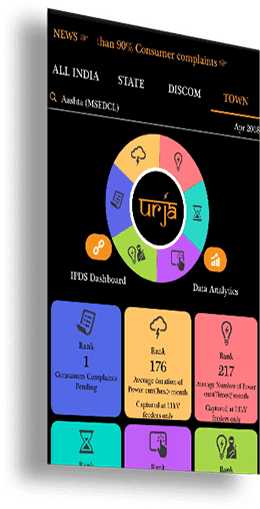 NEWS than 90% Consumer complaints
ALL INDIA STATE DISCOM TOWN
Aashta (MSEDCL)
Apr 2018
urja
IPDS Dashboard
Data Analytics
Rank
1
Consumers Complaints
Pending
Rank
176
Average duration of
Power cut(hrs.)/month
Captured at 11KV
feeders only
Rank
217
Average Number of Power
cut(Times)/month
Captured at 11KV
feeders only
Rank
Rank
Rank